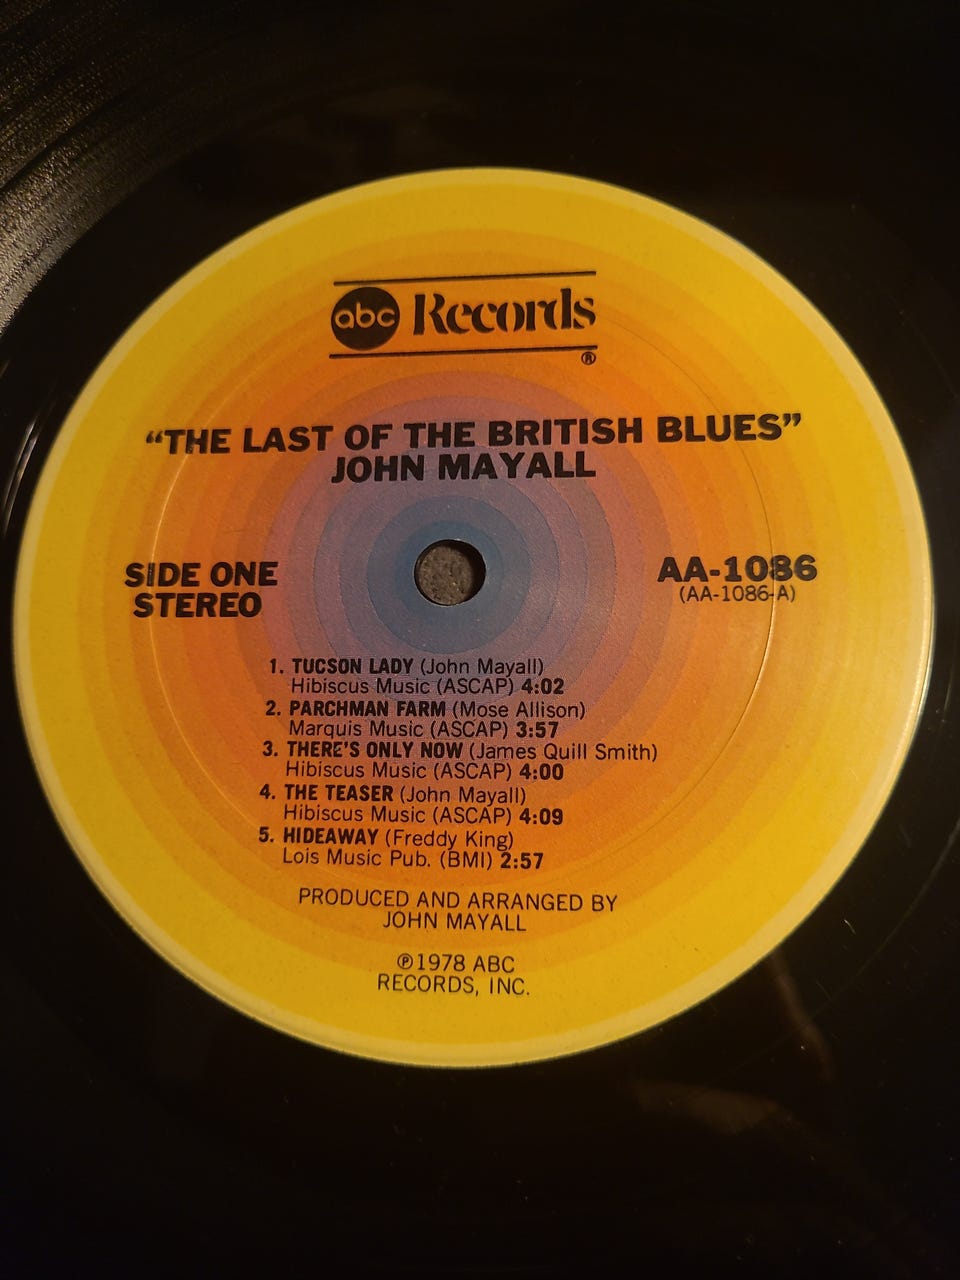 abc Records
®
“THE LAST OF THE BRITISH BLUES”
JOHN MAYALL
SIDE ONE
STEREO
AA-1086
(AA-1086-A)
1. TUCSON LADY (John Mayall)
Hibiscus Music (ASCAP) 4:02
2. PARCHMAN FARM (Mose Allison)
Marquis Music (ASCAP) 3:57
3. THERE'S ONLY NOW (James Quill Smith)
Hibiscus Music (ASCAP) 4:00
4. THE TEASER (John Mayall)
Hibiscus Music (ASCAP) 4:09
5. HIDEAWAY (Freddy King)
Lois Music Pub. (BMI) 2:57
PRODUCED AND ARRANGED BY
JOHN MAYALL
℗1978 ABC
RECORDS, INC.